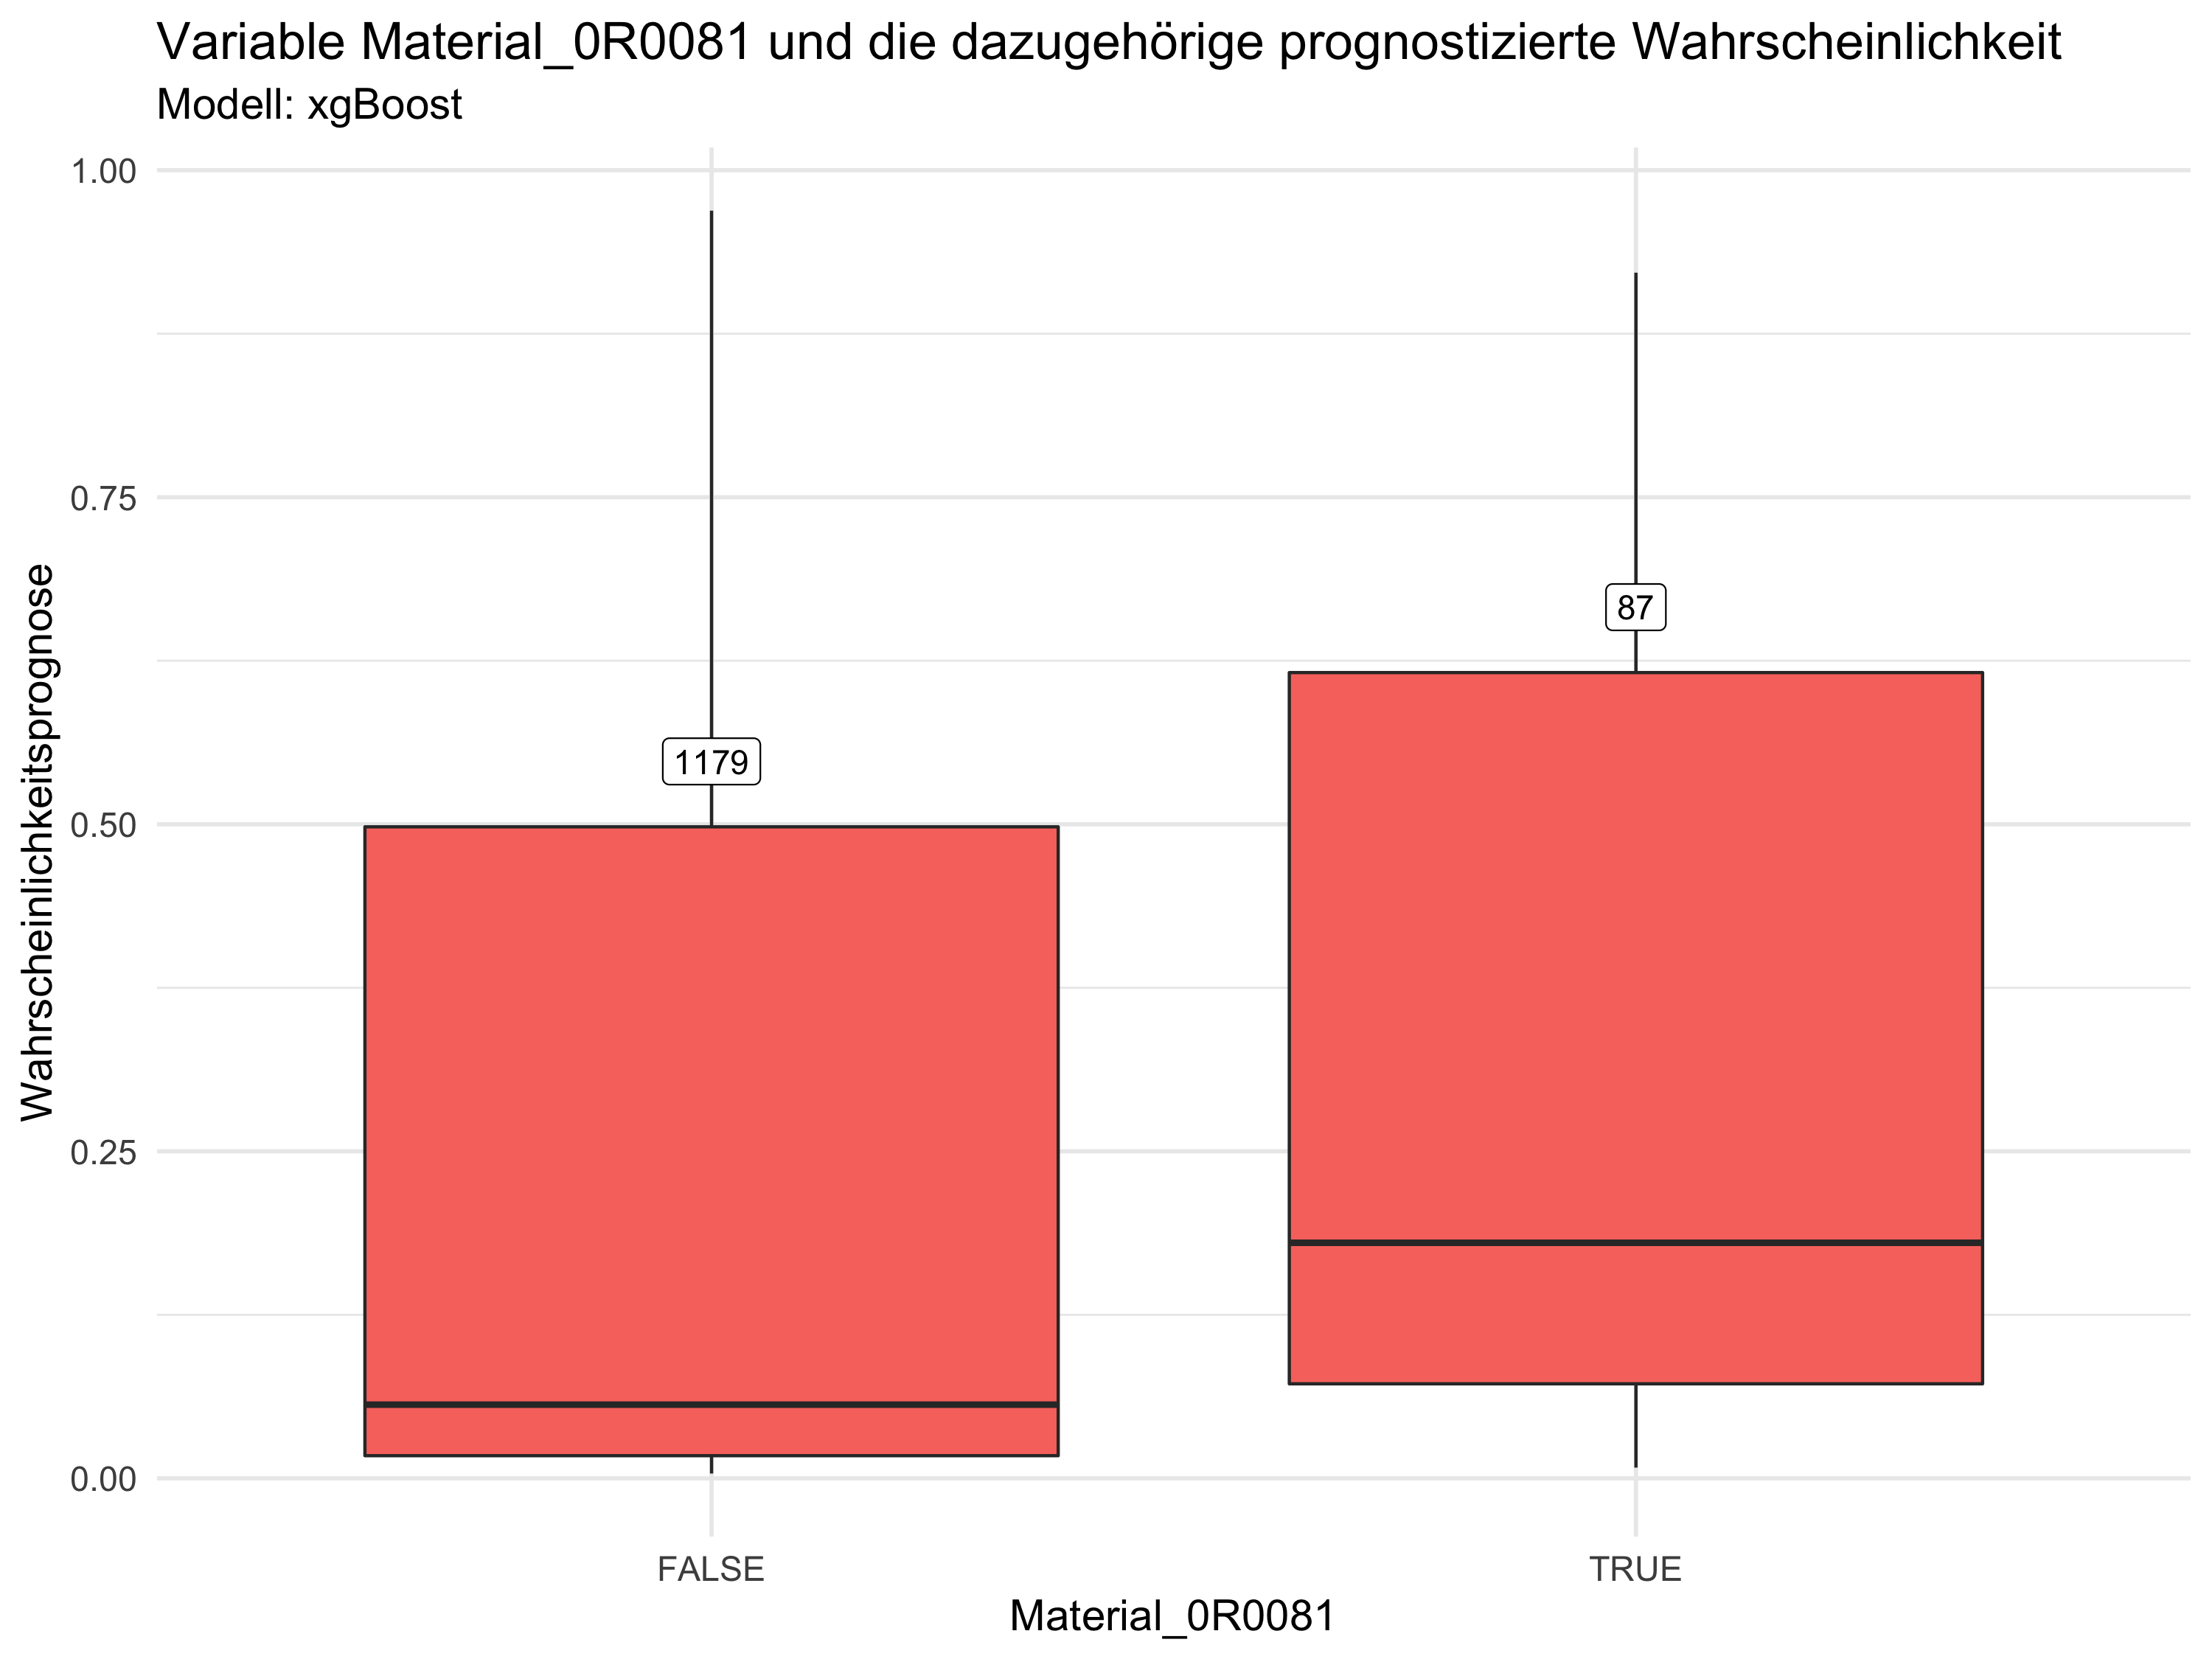 Variable Material_0R0081 und die dazugehörige prognostizierte Wahrscheinlichkeit
Modell: xgBoost
Wahrscheinlichkeitsprognose
1.00
0.75
0.50
0.25
0.00
1179
87
FALSE
TRUE
Material_0R0081